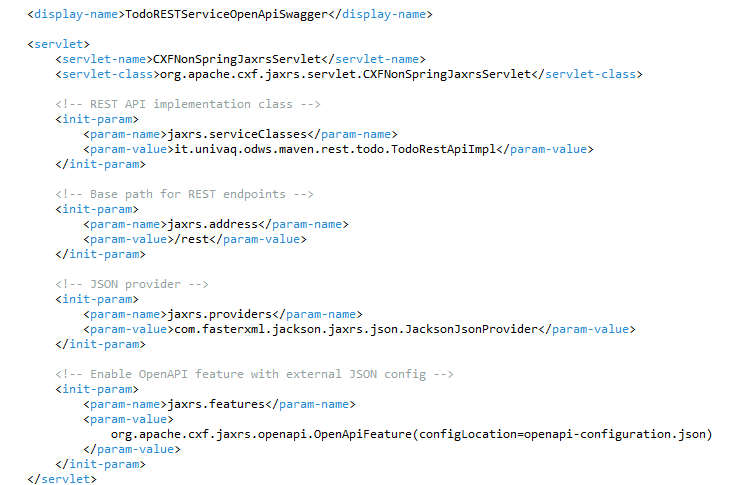 <display-name>TodoRESTServiceOpenApiSwagger</display-name>
<servlet>
<servlet-name>CXFNonSpringJaxrsServlet</servlet-name>
<servlet-class>org.apache.cxf.jaxrs.servlet.CXFNonSpringJaxrsServlet</servlet-class>
<!-- REST API implementation class -->
<init-param>
<param-name>jaxrs.serviceClasses</param-name>
<param-value>it.univaq.odws.maven.rest.todo.TodoRestApiImpl</param-value>
</init-param>
<!-- Base path for REST endpoints -->
<init-param>
<param-name>jaxrs.address</param-name>
<param-value>/rest</param-value>
</init-param>
<!-- JSON provider -->
<init-param>
<param-name>jaxrs.providers</param-name>
<param-value>com.fasterxml.jackson.jaxrs.json.JacksonJsonProvider</param-value>
</init-param>
<!-- Enable OpenAPI feature with external JSON config -->
<init-param>
<param-name>jaxrs.features</param-name>
<param-value>
org.apache.cxf.jaxrs.openapi.OpenApiFeature(configLocation=openapi-configuration.json)
</param-value>
</init-param>
</servlet>